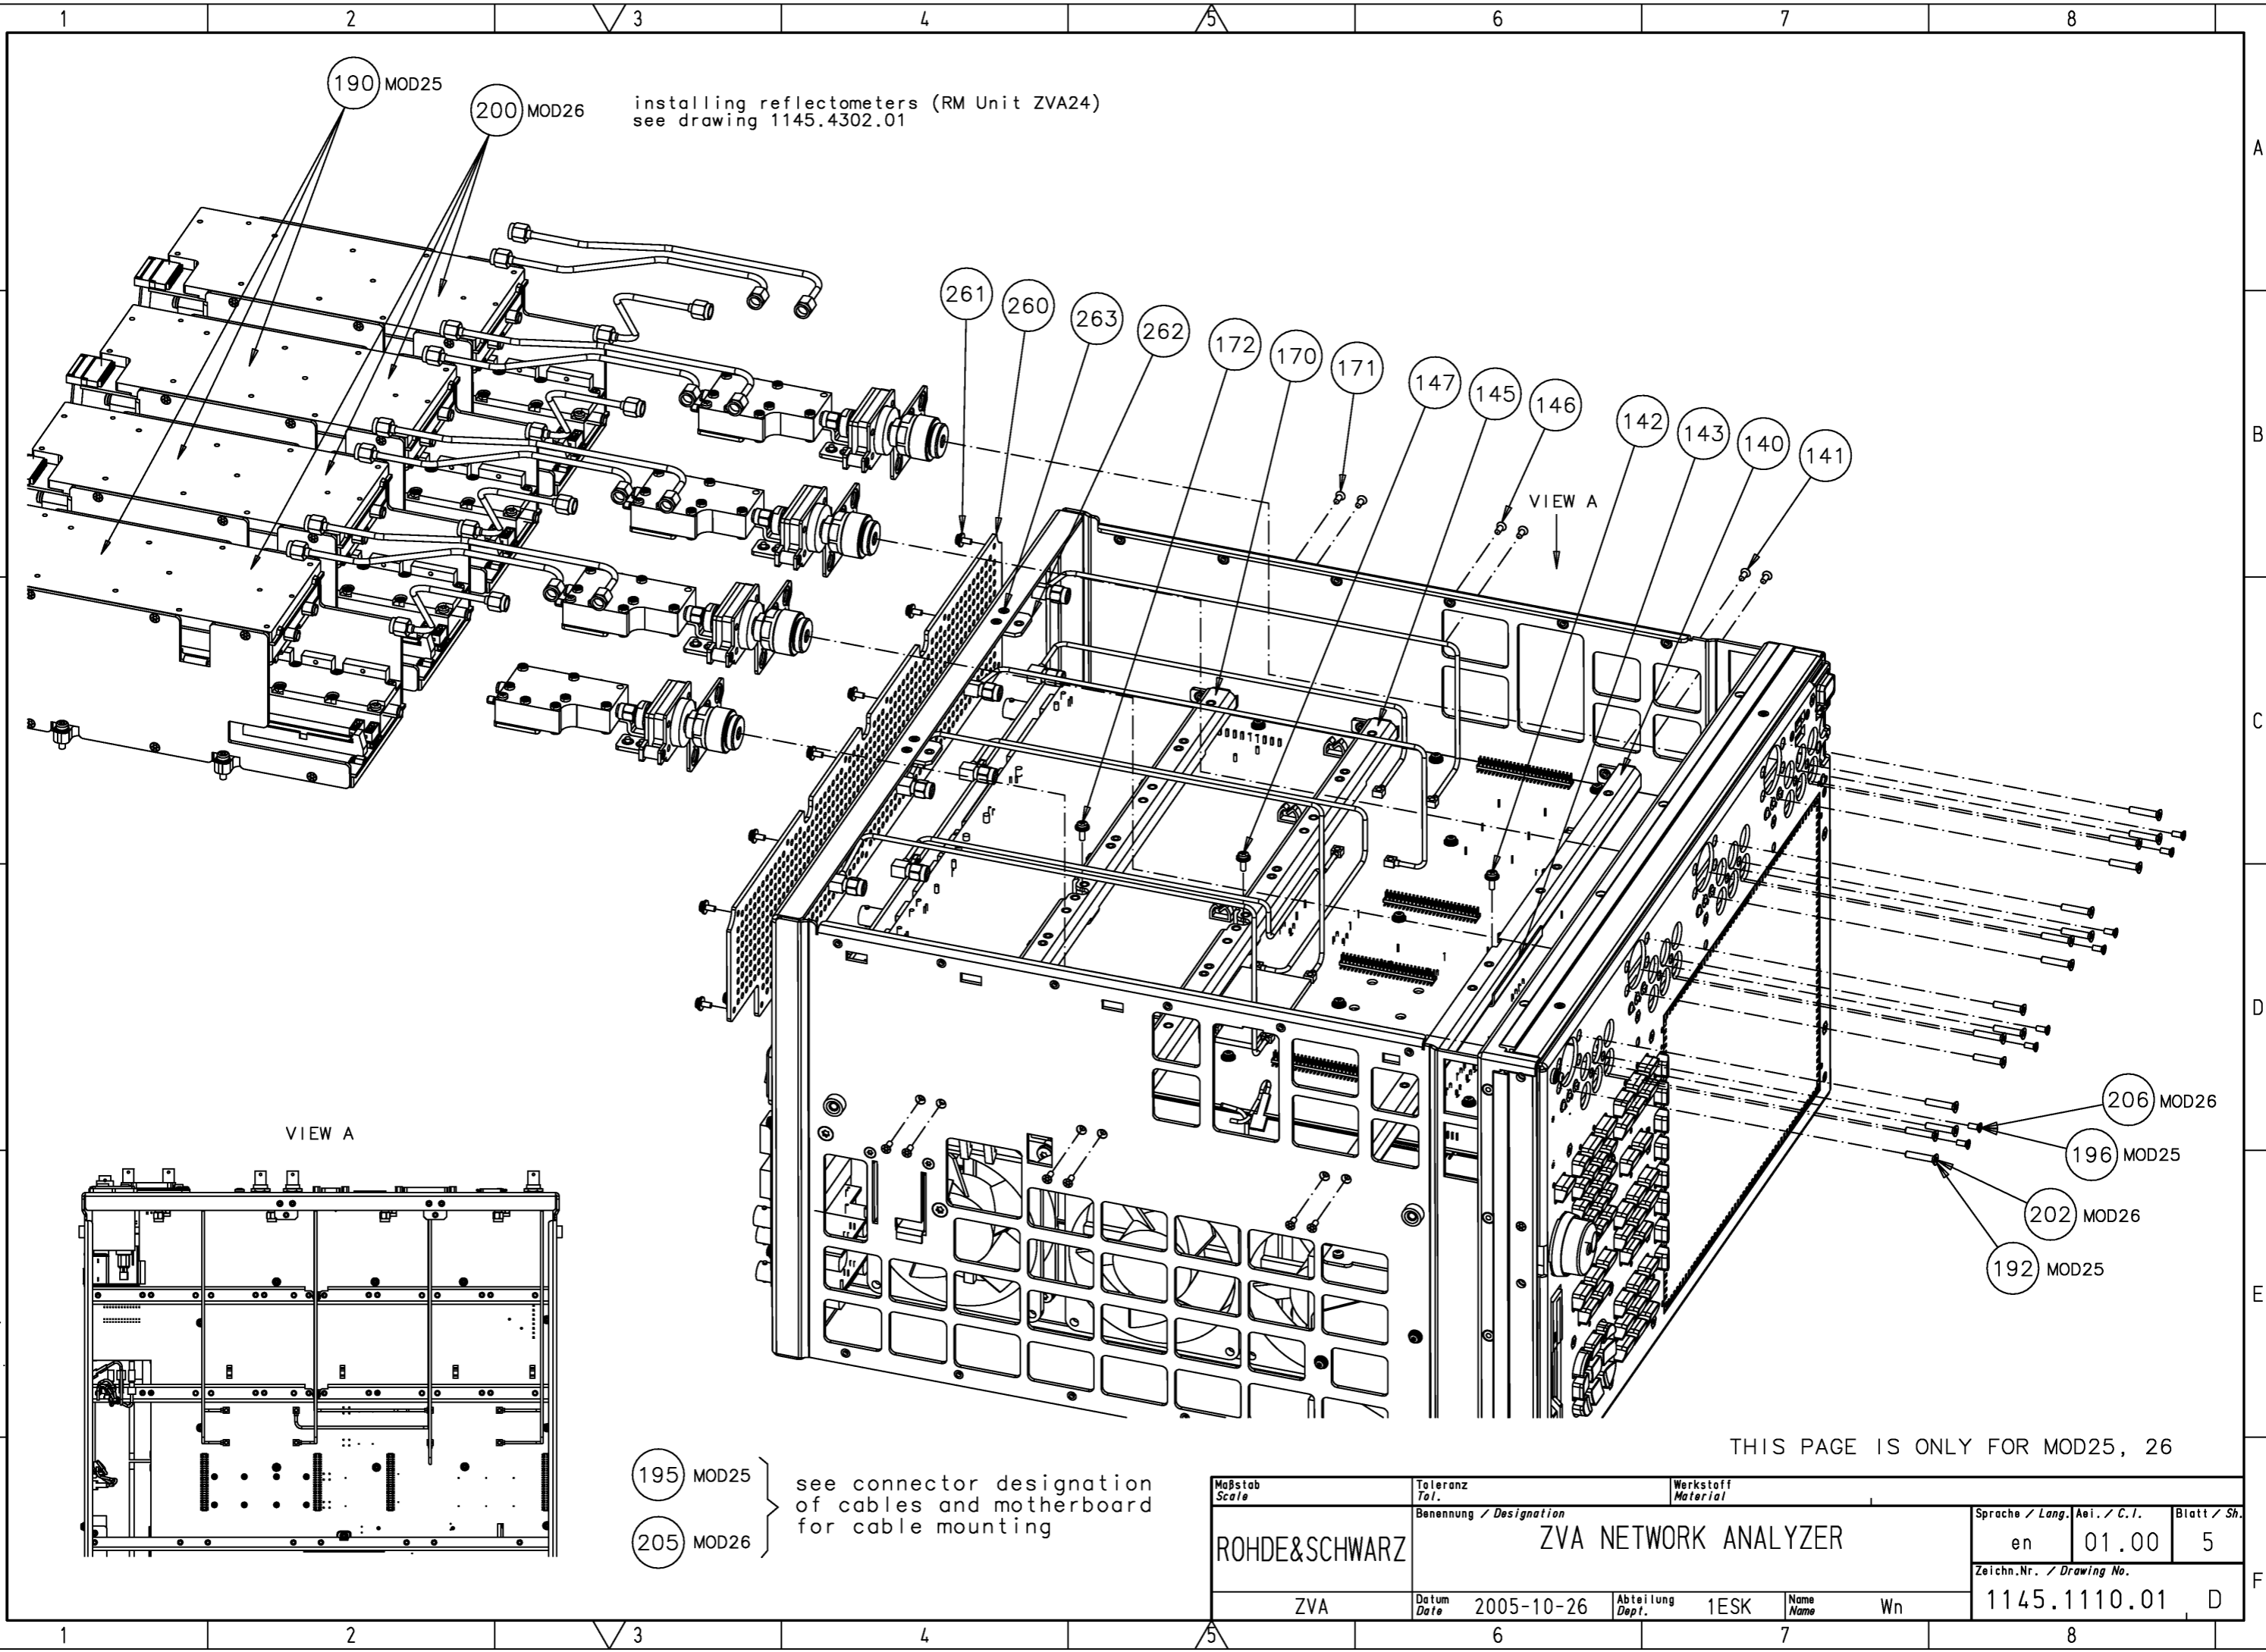 1 2 3 4 5 6 7 8
190 MOD25
200 MOD26
installing reflectometers (RM Unit ZVA24)
see drawing 1145.4302.01
A
261
260
263
262
172
170
171
147
145
146
142
143
140
141
B
VIEW A
C
D
206 MOD26
196 MOD25
202 MOD26
192 MOD25
VIEW A
E
THIS PAGE IS ONLY FOR MOD25, 26
195 MOD25
205 MOD26
see connector designation
of cables and motherboard
for cable mounting
Maßstab
Scale
Toleranz
Tol.
Werkstoff
Material
ROHDE&SCHWARZ
Benennung / Designation
ZVA NETWORK ANALYZER
Sprache / Lang.
en
Aei. / C.I.
01.00
Blatt / Sh.
5
Zeichn.Nr. / Drawing No.
1145.1110.01 D
ZVA
Datum
Date
2005-10-26
Abteilung
Dept.
1ESK
Name
Name
Wn
F
1 2 3 4 5 6 7 8